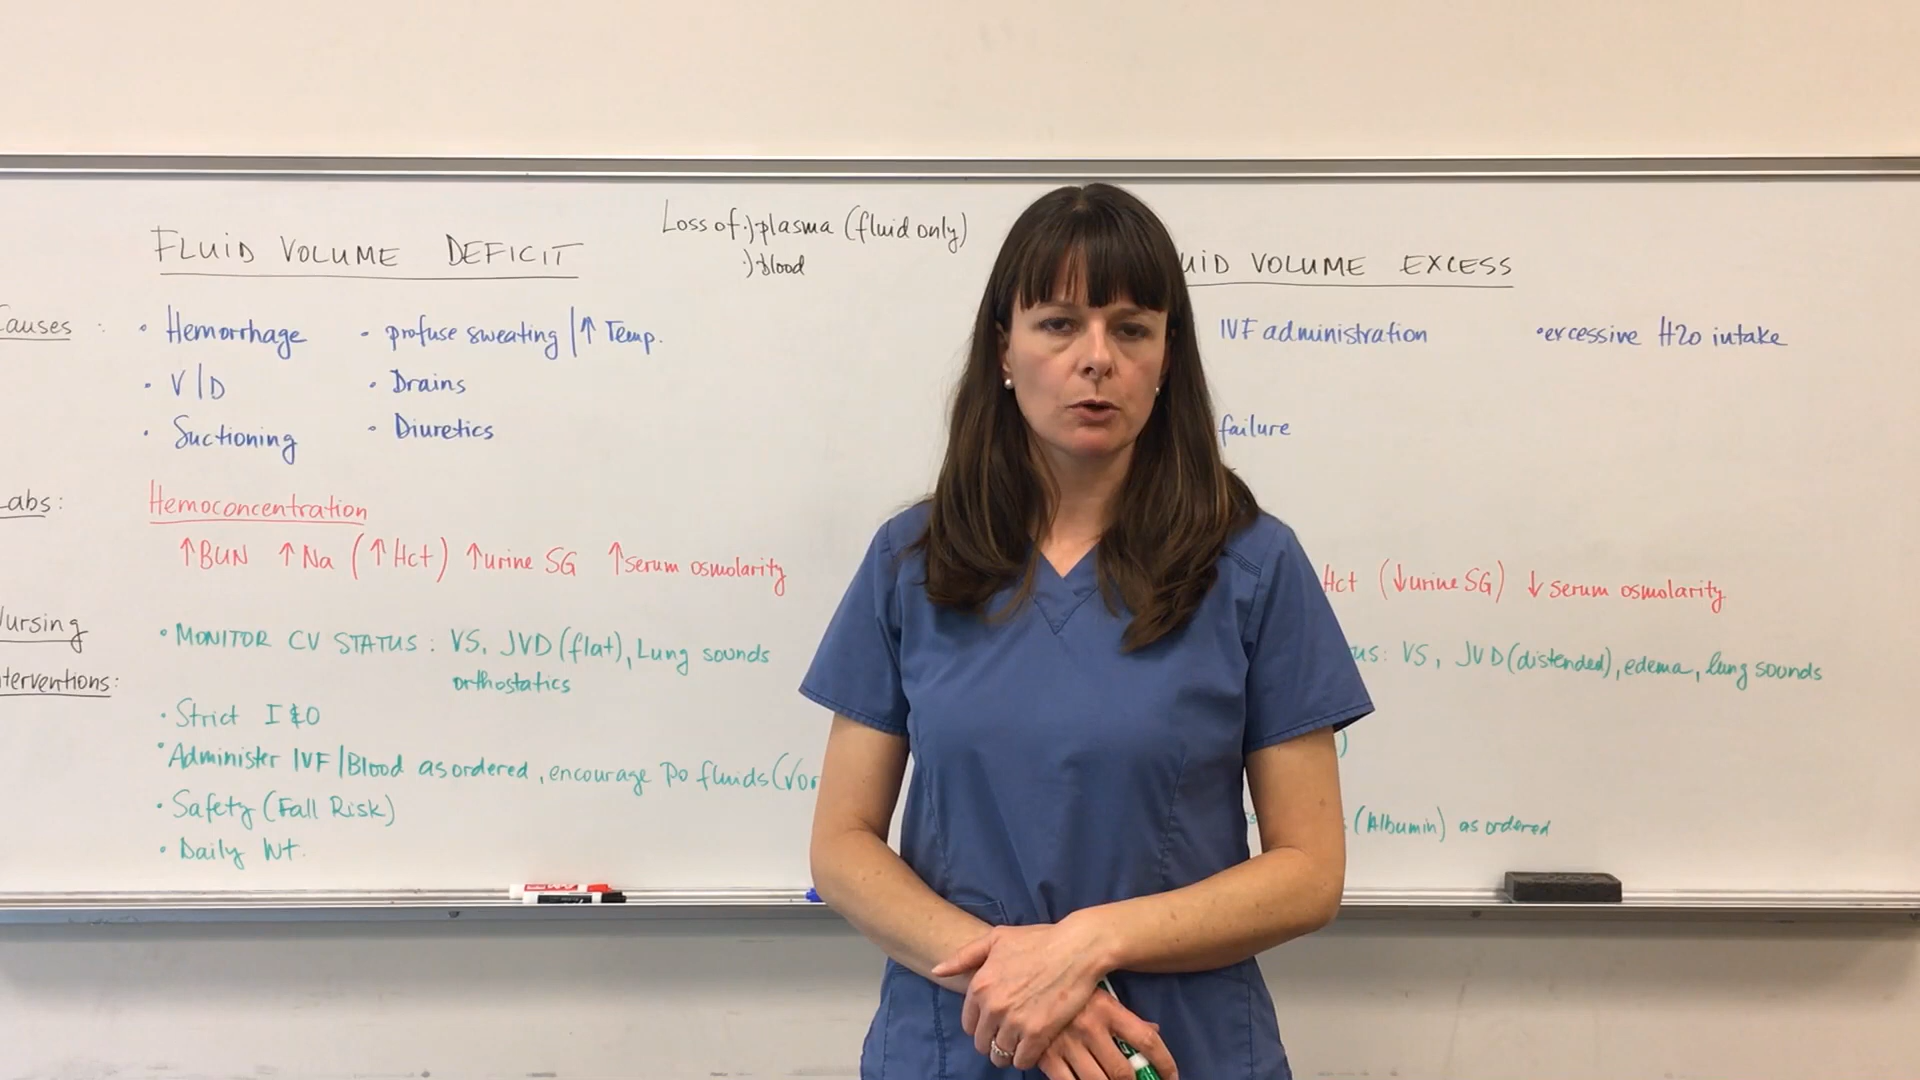 Loss of :) plasma (fluid only)
:) blood
FLUID VOLUME DEFICIT
UID VOLUME EXCESS
auses :
• Hemorrhage
• profuse sweating / ↑ Temp.
• V/D
• Drains
• Suctioning
• Diuretics
IVF administration
• excessive H2O intake
failure
Labs:
Hemoconcentration
↑BUN ↑Na (↑Hct) ↑urine SG ↑serum osmolarity
Hct (↓urine SG) ↓ serum osmolarity
ursing
nterventions:
• MONITOR CV STATUS : VS, JVD (flat), Lung sounds
orthostatics
• Strict I & O
• Administer IVF / Blood as ordered, encourage po fluids (
• Safety (Fall Risk)
• Daily Wt.
us: VS, JVD (distended), edema, lung sounds
)
(Albumin) as ordered